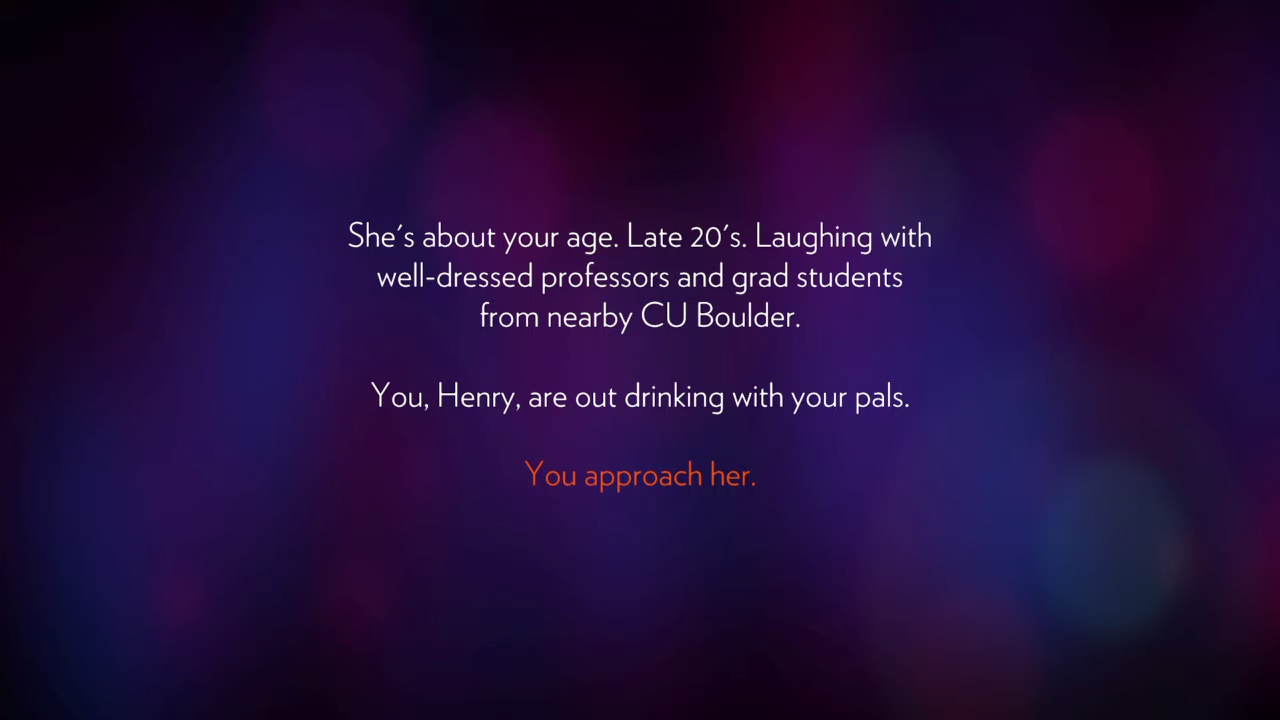 She's about your age. Late 20's. Laughing with
well-dressed professors and grad students
from nearby CU Boulder.
You, Henry, are out drinking with your pals.
You approach her.